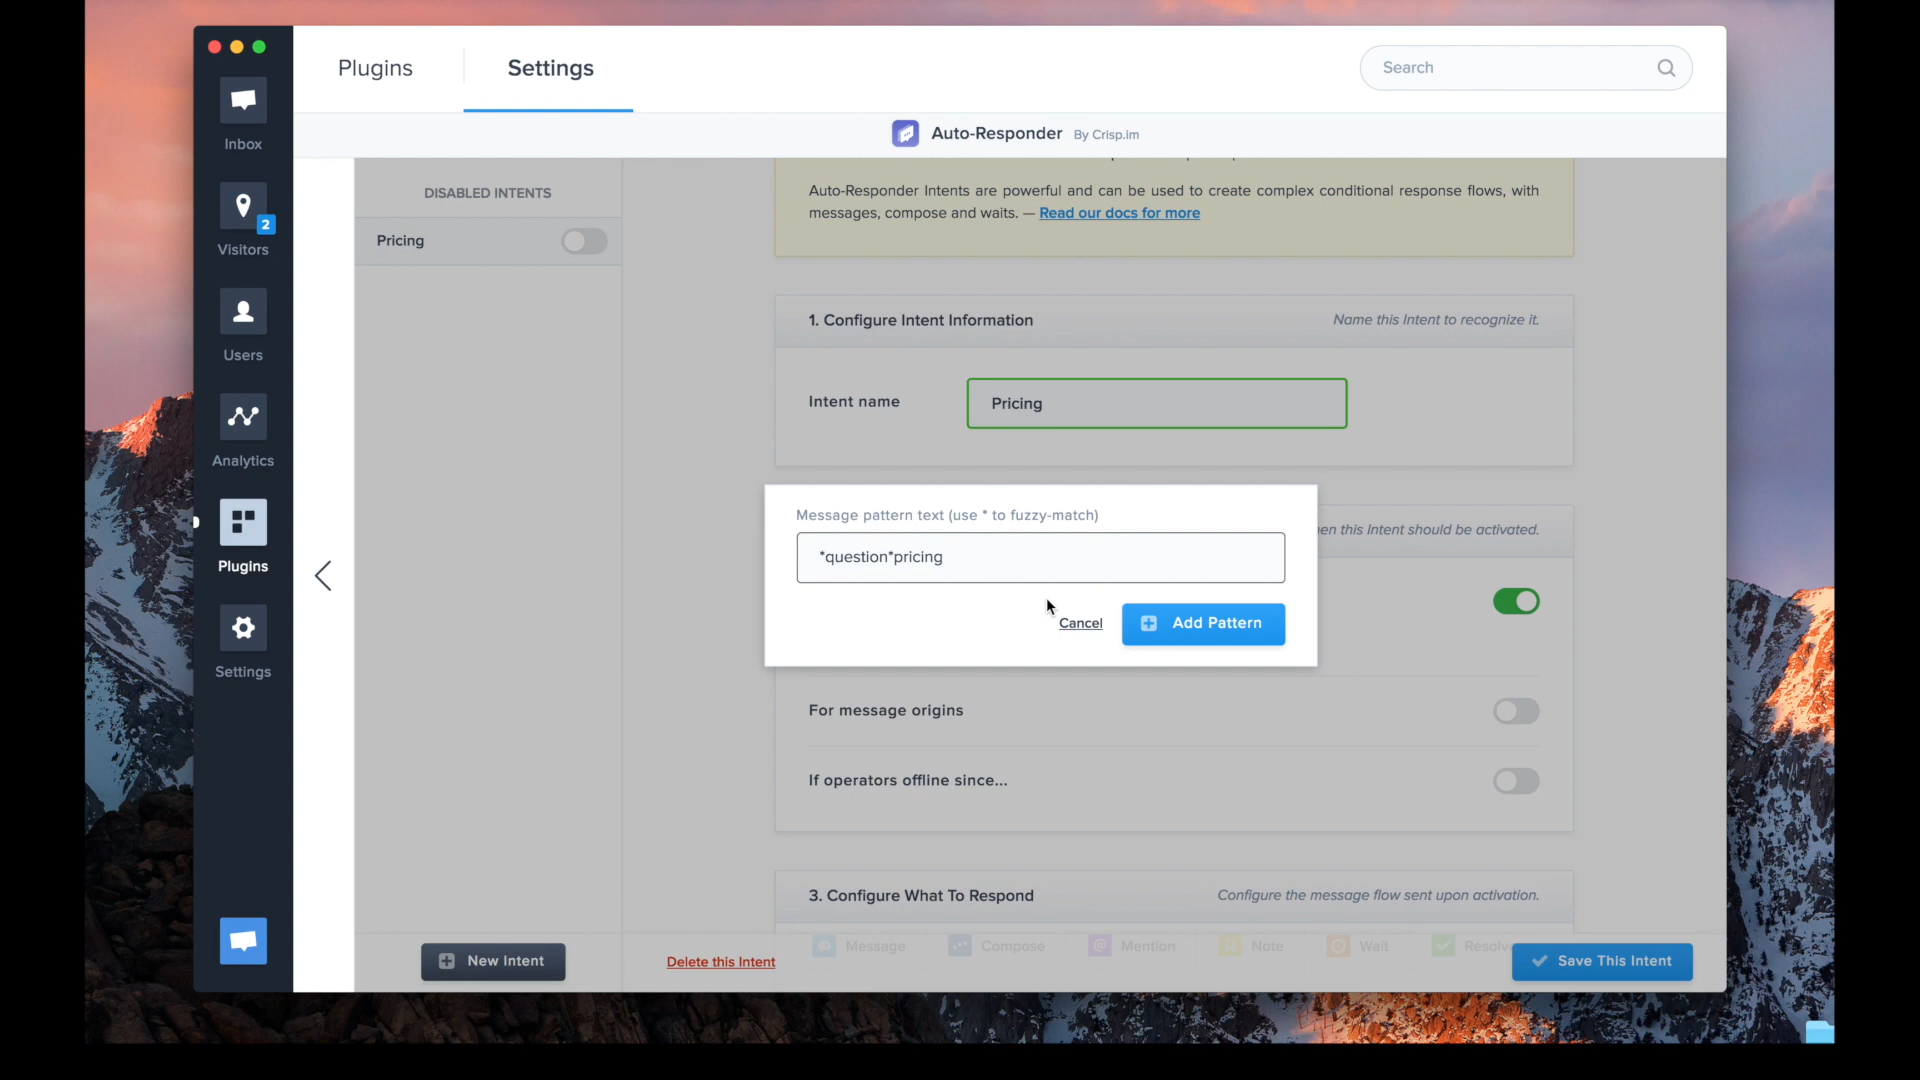 Plugins
Settings
Search
Auto-Responder By Crisp.im
Inbox
2
Visitors
Users
Analytics
Plugins
Settings
DISABLED INTENTS
Pricing
Auto-Responder Intents are powerful and can be used to create complex conditional response flows, with
messages, compose and waits. — Read our docs for more
1. Configure Intent Information
Name this Intent to recognize it.
Intent name
Pricing
Message pattern text (use * to fuzzy-match)
*question*pricing
Cancel
Add Pattern
this Intent should be activated.
For message origins
If operators offline since...
3. Configure What To Respond
Configure the message flow sent upon activation.
Message
Compose
Mention
Note
Wait
Resolv
New Intent
Delete this Intent
Save This Intent